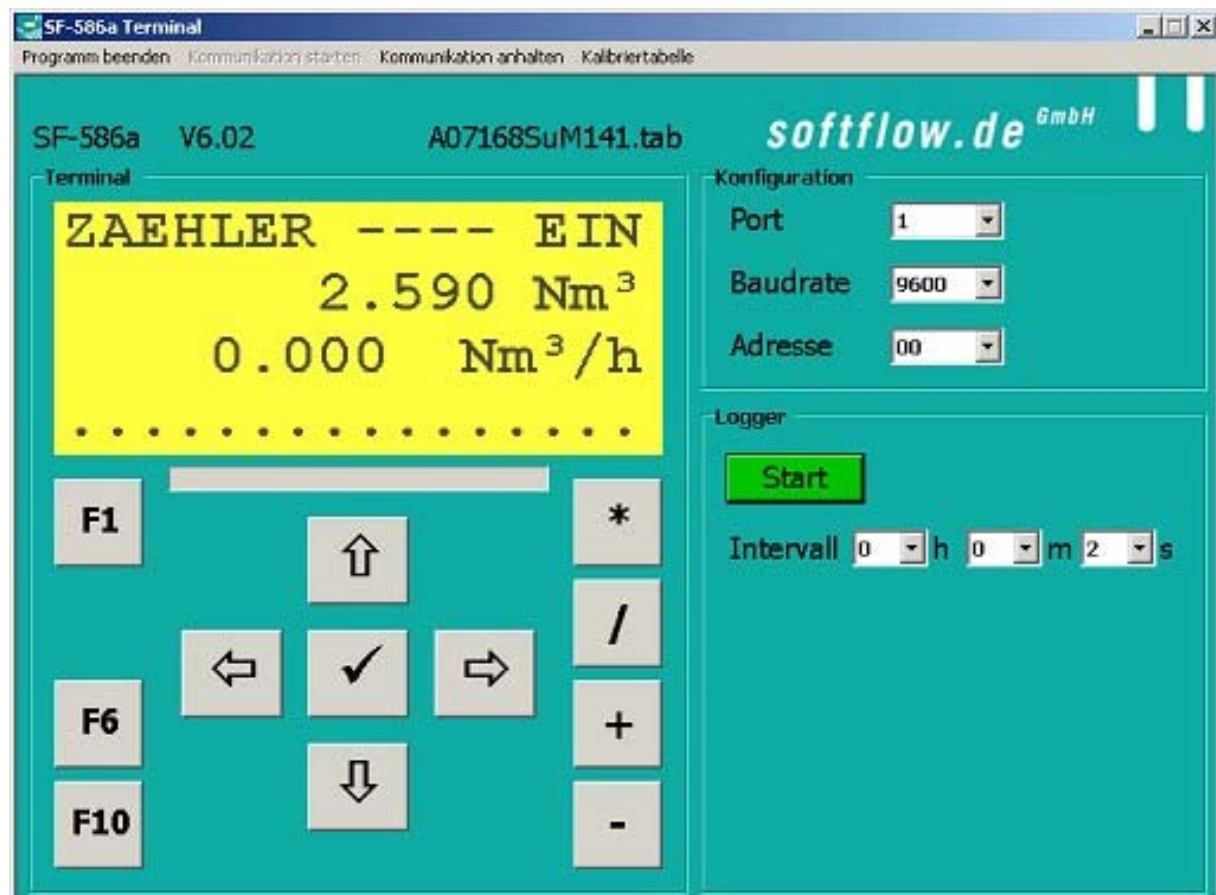 SF-586a Terminal
Programm beenden Kommunikation starten Kommunikation anhalten Kalibriertabelle
SF-586a V6.02 A07168SuM141.tab
softflow.de GmbH
Terminal
ZAEHLER ---- EIN
2.590 Nm³
0.000 Nm³/h
................
F1
F6
F10
*
/
+
-
Konfiguration
Port 1
Baudrate 9600
Adresse 00
Logger
Start
Intervall 0 h 0 m 2 s